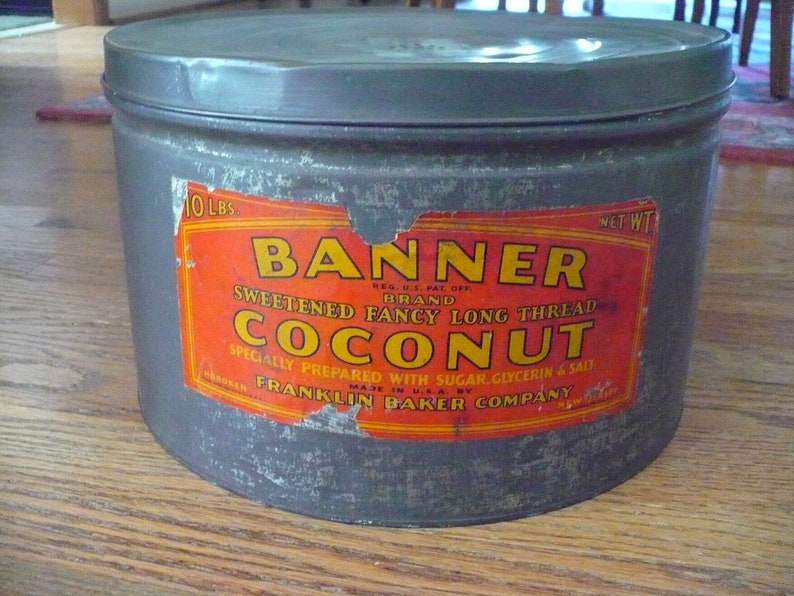 10 LBS. NET WT.
BANNER
REG. U.S. PAT. OFF.
BRAND
SWEETENED FANCY LONG THREAD
COCONUT
SPECIALLY PREPARED WITH SUGAR, GLYCERIN & SALT
MADE IN U.S.A. BY
HOBOKEN FRANKLIN BAKER COMPANY NEW JERSEY